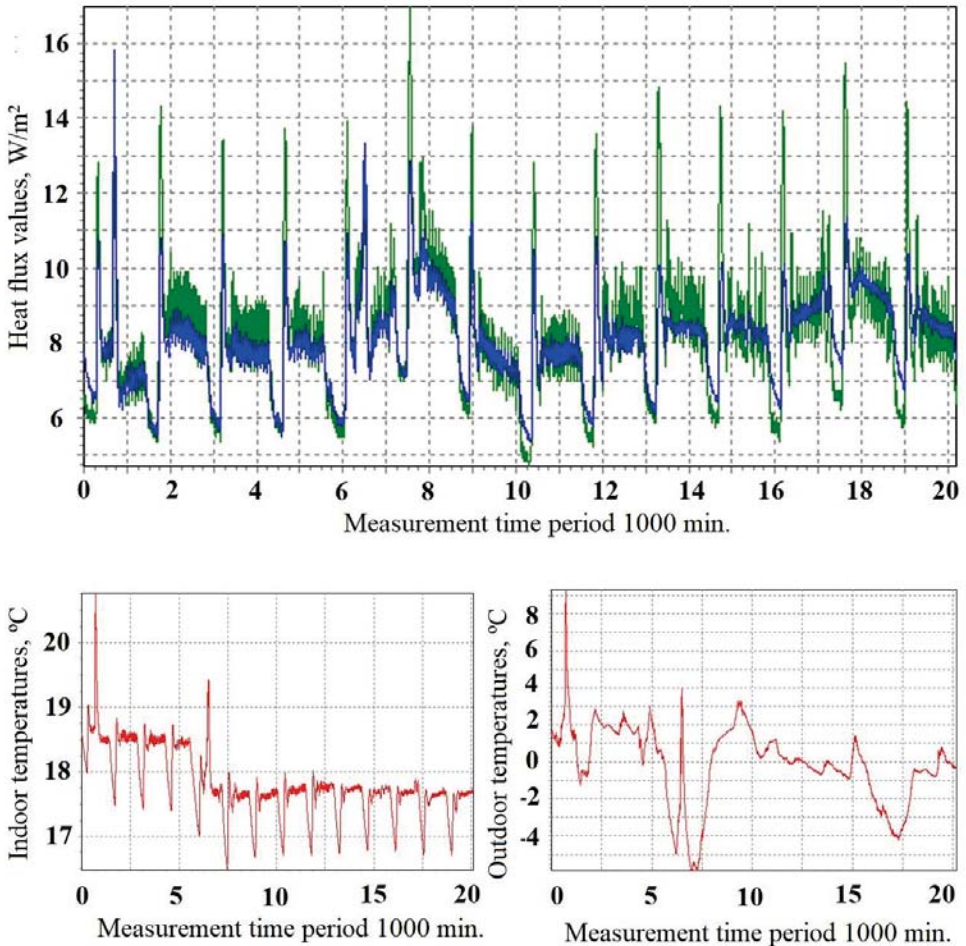 Heat flux values, W/m²
16
14
12
10
8
6
0 2 4 6 8 10 12 14 16 18 20
Measurement time period 1000 min.
Indoor temperatures, ºC
20
19
18
17
0 5 10 15 20
Measurement time period 1000 min.
Outdoor temperatures, ºC
8
6
4
2
0
-2
-4
0 5 10 15 20
Measurement time period 1000 min.